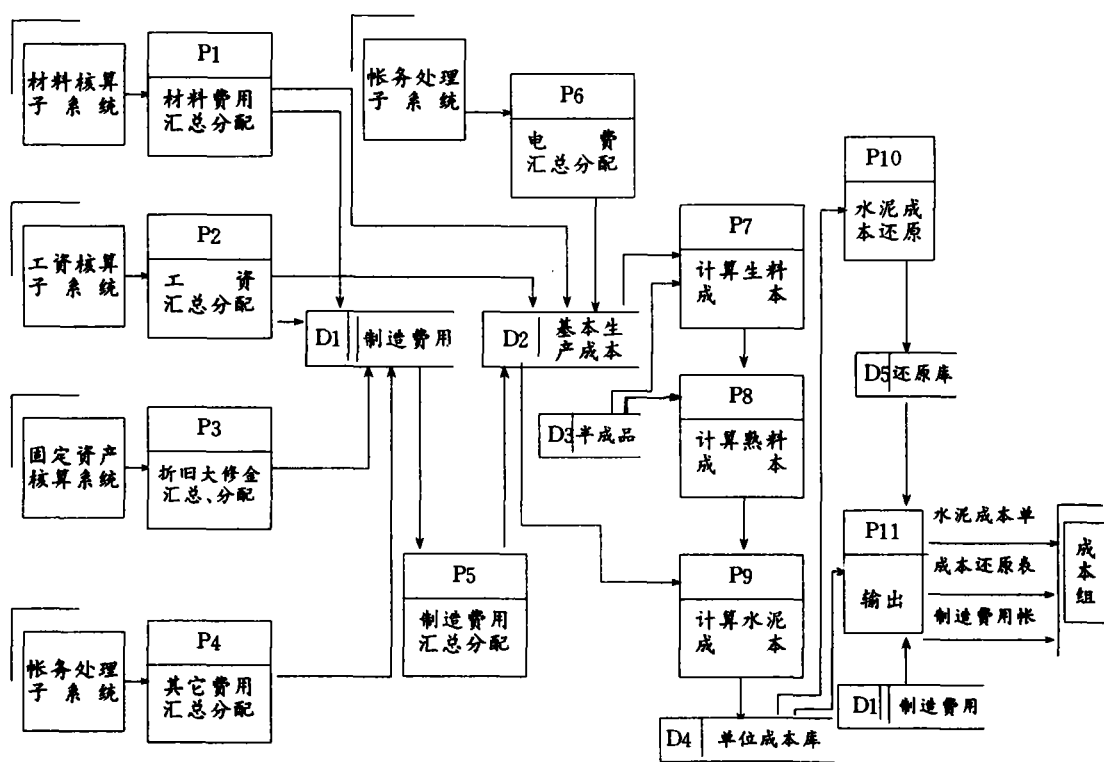 材料核算
子系统
P1
材料费用
汇总分配
帐务处理
子系统
P6
电费
汇总分配
P10
水泥成
本还原
工资核算
子系统
P2
工资
汇总分配
P7
计算生料
成本
D1 制造费用
D2
基本生
产成本
D5 还原库
D3 半成品
P8
计算熟料
成本
固定资产
核算系统
P3
折旧大修金
汇总、分配
P11
输出
水泥成本单
成本还原表
制造费用帐
成
本
组
P5
制造费用
汇总分配
P9
计算水泥
成本
帐务处理
子系统
P4
其它费用
汇总分配
D1 制造费用
D4 单位成本库